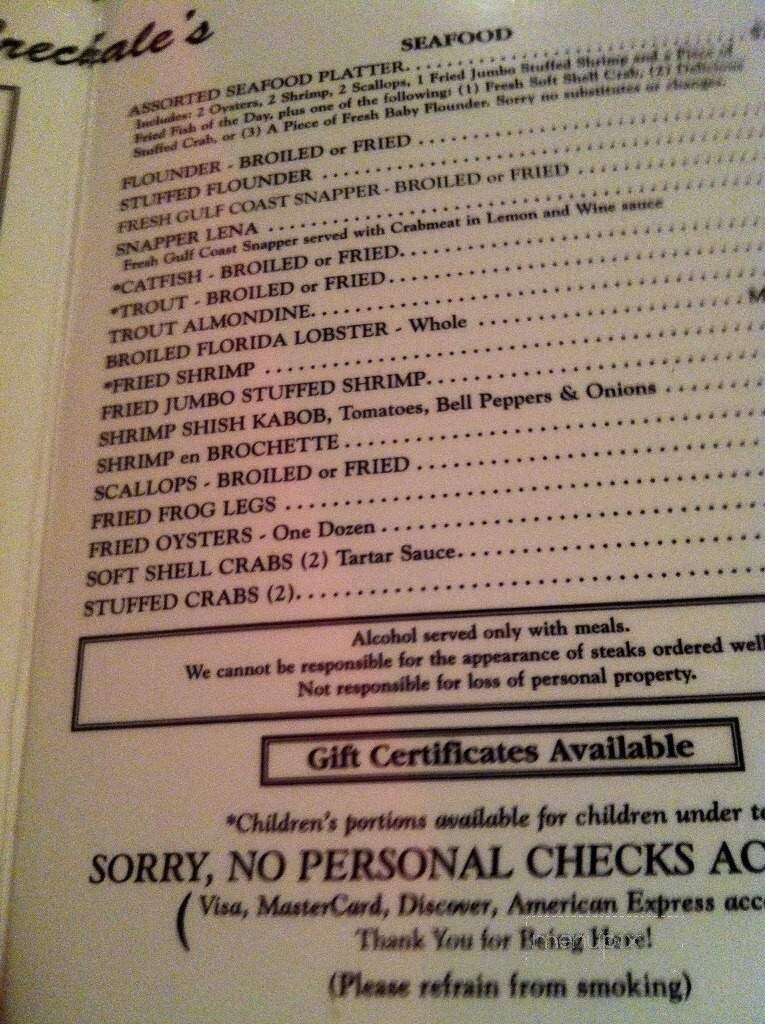 SEAFOOD
ASSORTED SEAFOOD PLATTER
Includes: 2 Oysters, 2 Shrimp, 2 Scallops, 1 Fried Jumbo Stuffed Shrimp and a Piece of
Fried Fish of the Day, plus one of the following: (1) Fresh Soft Shell Crab, (2) Delicious
Stuffed Crab, or (3) A Piece of Fresh Baby Flounder. Sorry no substitutes or changes.
FLOUNDER - BROILED or FRIED
STUFFED FLOUNDER
FRESH GULF COAST SNAPPER - BROILED or FRIED
SNAPPER LENA
Fresh Gulf Coast Snapper served with Crabmeat in Lemon and Wine sauce
*CATFISH - BROILED or FRIED
*TROUT - BROILED or FRIED
TROUT ALMONDINE
BROILED FLORIDA LOBSTER - Whole
*FRIED SHRIMP
FRIED JUMBO STUFFED SHRIMP
SHRIMP SHISH KABOB, Tomatoes, Bell Peppers & Onions
SHRIMP en BROCHETTE
SCALLOPS - BROILED or FRIED
FRIED FROG LEGS
FRIED OYSTERS - One Dozen
SOFT SHELL CRABS (2) Tartar Sauce
STUFFED CRABS (2)
Alcohol served only with meals.
We cannot be responsible for the appearance of steaks ordered well
Not responsible for loss of personal property.
Gift Certificates Available
*Children's portions available for children under
SORRY, NO PERSONAL CHECKS
(Visa, MasterCard, Discover, American Express
Thank You for Being Here!
(Please refrain from smoking)